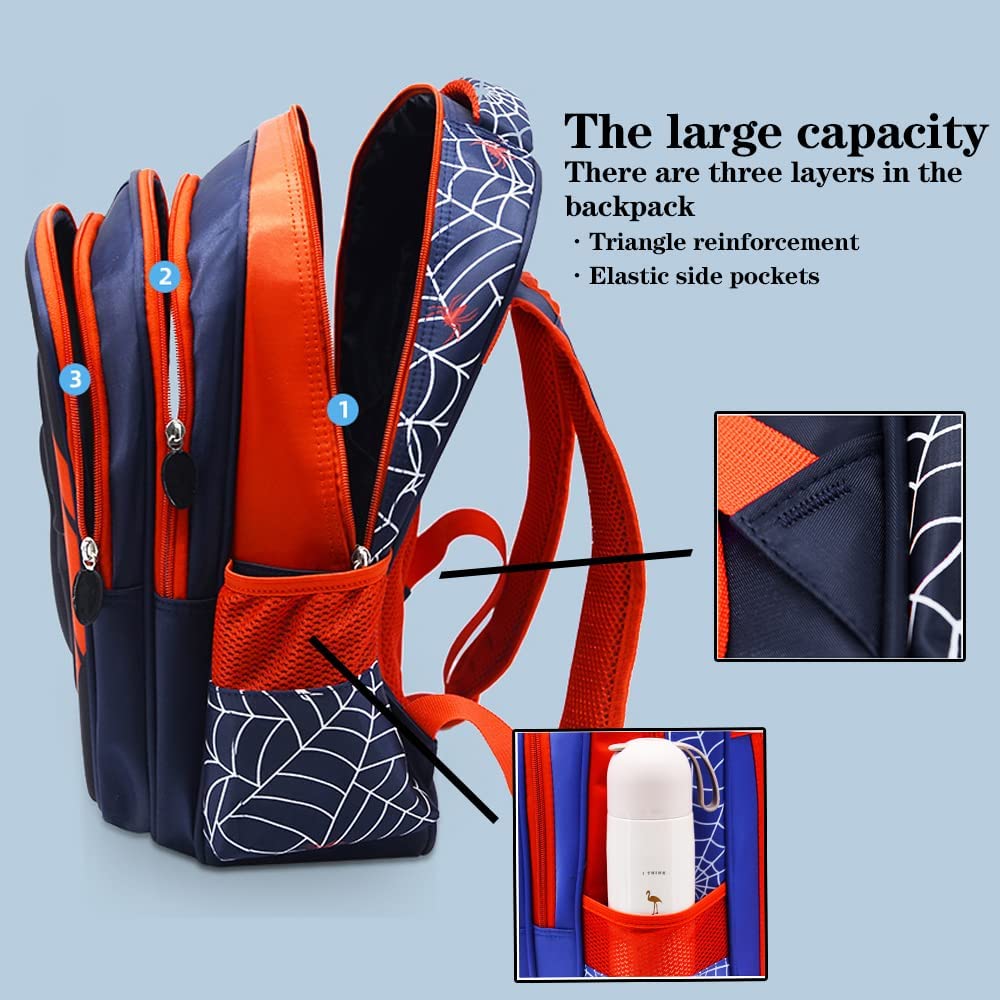 The large capacity
There are three layers in the
backpack
· Triangle reinforcement
· Elastic side pockets
2
3
1
I THINK